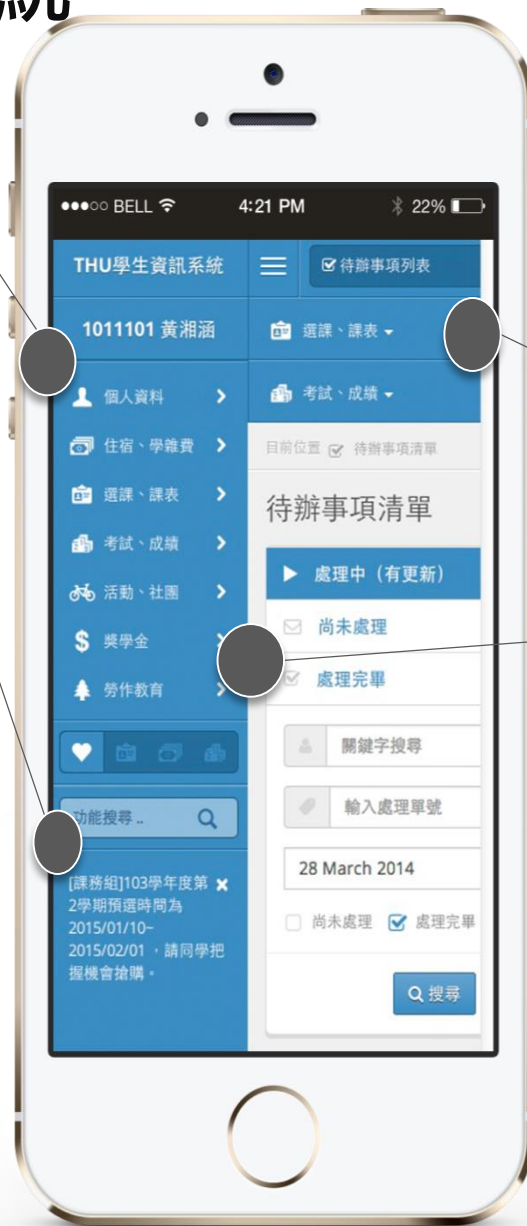 統
BELL 4:21 PM 22%
THU學生資訊系統
1011101 黃湘涵
個人資料
住宿、學雜費
選課、課表
考試、成績
活動、社團
獎學金
勞作教育
功能搜尋 ..
[課務組]103學年度第
2學期預選時間為
2015/01/10~
2015/02/01 ，請同學把
握機會搶購。
待辦事項列表
選課、課表
考試、成績
目前位置 待辦事項清單
待辦事項清單
處理中（有更新）
尚未處理
處理完畢
關鍵字搜尋
輸入處理單號
28 March 2014
尚未處理 處理完畢
搜尋